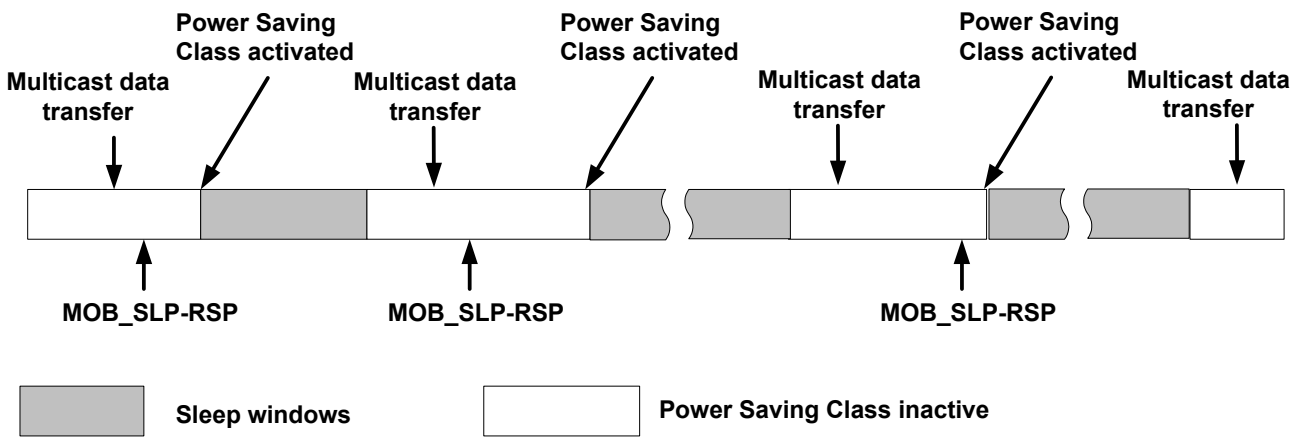 Power Saving
Class activated
Power Saving
Class activated
Power Saving
Class activated
Multicast data
transfer
Multicast data
transfer
Multicast data
transfer
Multicast data
transfer
MOB_SLP-RSP
MOB_SLP-RSP
MOB_SLP-RSP
Sleep windows
Power Saving Class inactive